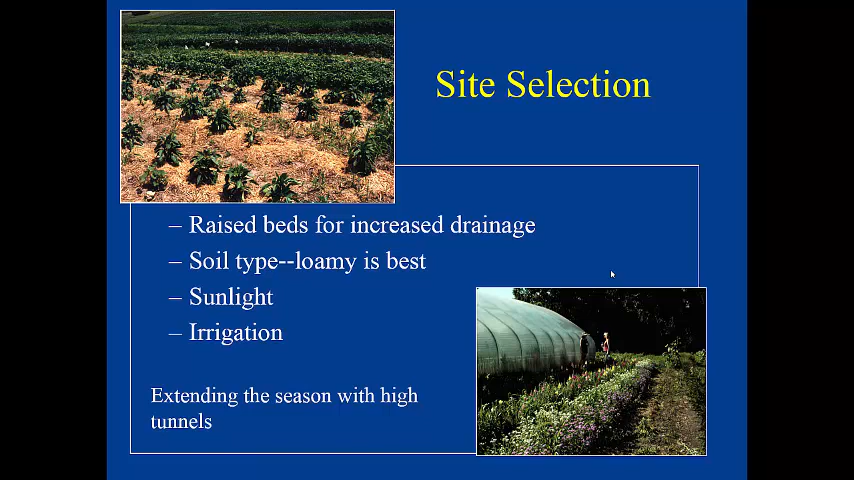 Site Selection
– Raised beds for increased drainage
– Soil type--loamy is best
– Sunlight
– Irrigation
Extending the season with high
tunnels